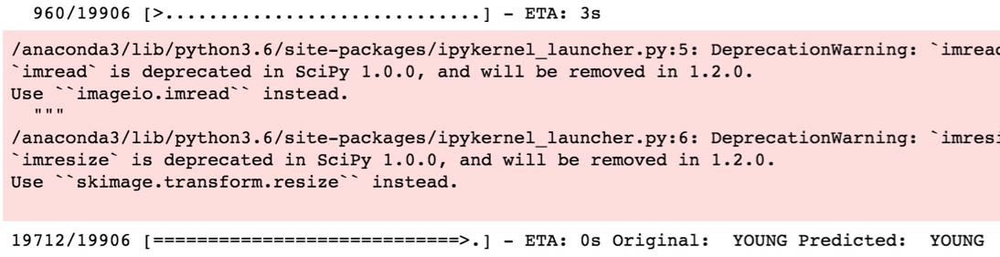 960/19906 [>.............................] - ETA: 3s
/anaconda3/lib/python3.6/site-packages/ipykernel_launcher.py:5: DeprecationWarning: `imread
`imread` is deprecated in SciPy 1.0.0, and will be removed in 1.2.0.
Use ``imageio.imread`` instead.
"""
/anaconda3/lib/python3.6/site-packages/ipykernel_launcher.py:6: DeprecationWarning: `imresi
`imresize` is deprecated in SciPy 1.0.0, and will be removed in 1.2.0.
Use ``skimage.transform.resize`` instead.
19712/19906 [============================>.] - ETA: 0s Original:  YOUNG Predicted:  YOUNG